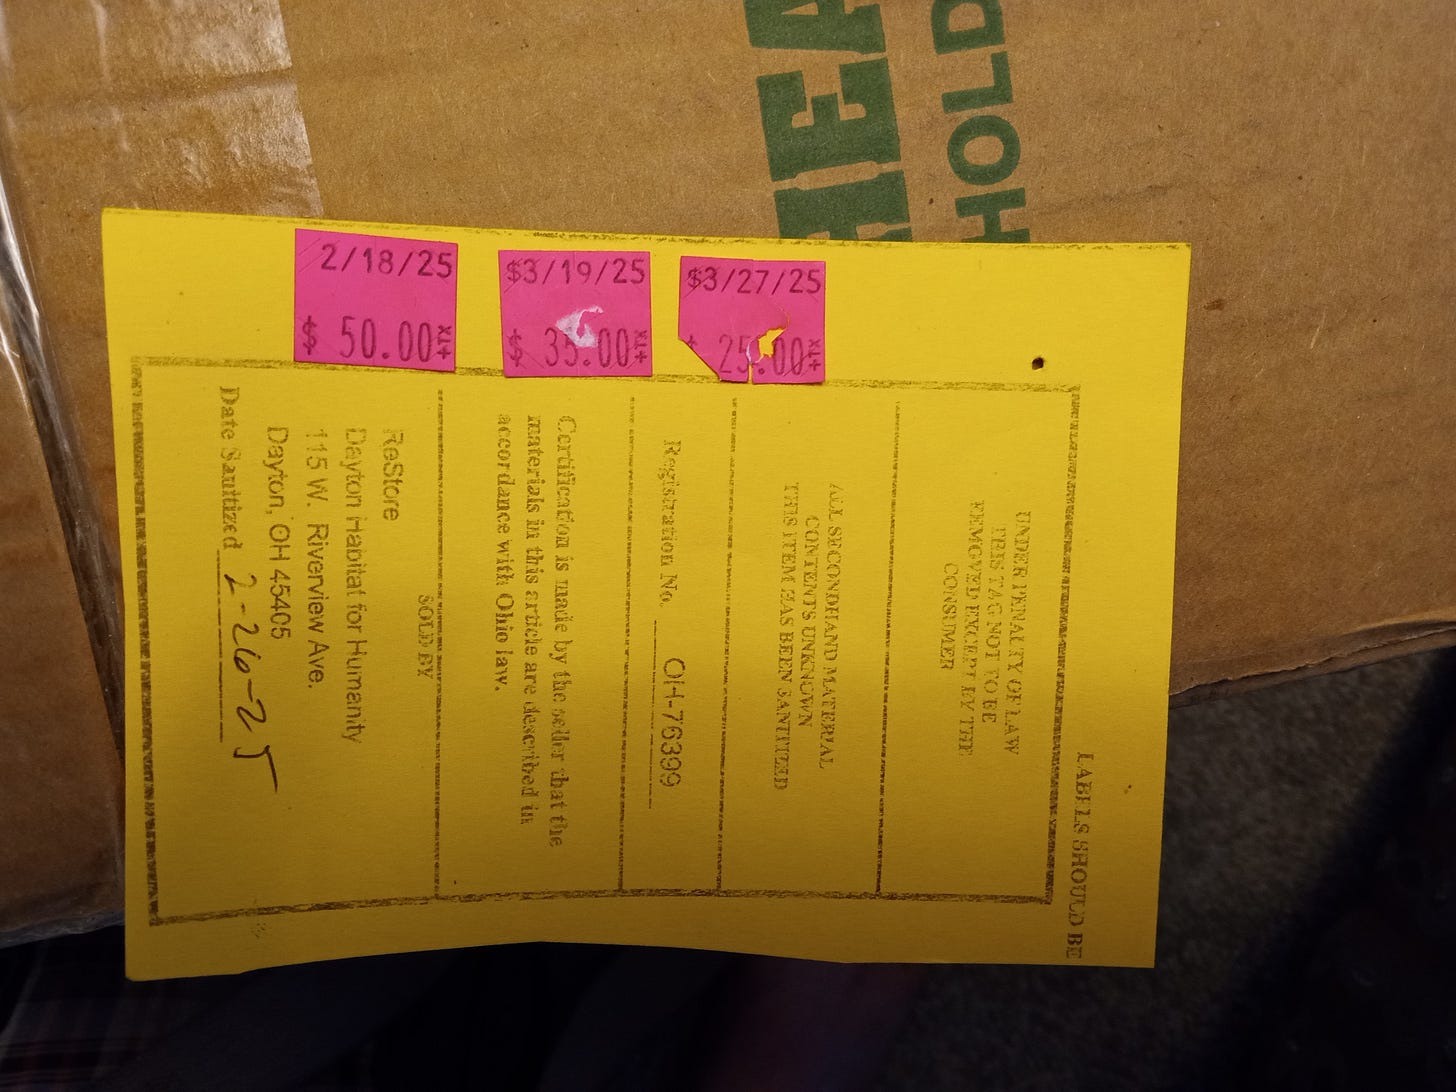 HEA
HOLD
2/18/25
$ 50.00 +TX
$3/19/25
$ 35.00 +TX
$3/27/25
$ 25.00 +TX
LABELS SHOULD BE
UNDER PENALTY OF LAW
THIS TAG NOT TO BE
REMOVED EXCEPT BY THE
CONSUMER
ALL SECONDHAND MATERIAL
CONTENTS UNKNOWN
THIS ITEM HAS BEEN SANITIZED
Registration No. OH-76399
Certification is made by the seller that the
materials in this article are described in
accordance with Ohio law.
SOLD BY
ReStore
Dayton Habitat for Humanity
115 W. Riverview Ave.
Dayton, OH 45405
Date Sanitized 2-26-25